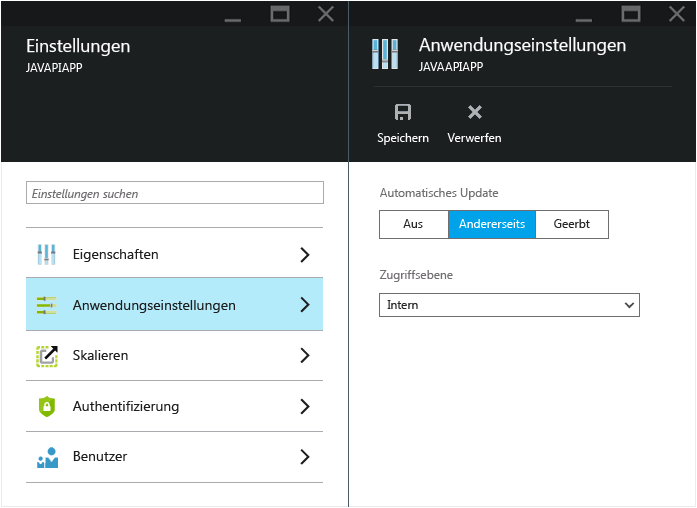 Einstellungen
JAVAPIAPP
Einstellungen suchen
Eigenschaften
Anwendungseinstellungen
Skalieren
Authentifizierung
Benutzer
Anwendungseinstellungen
JAVAAPIAPP
Speichern Verwerfen
Automatisches Update
Aus Andererseits Geerbt
Zugriffsebene
Intern